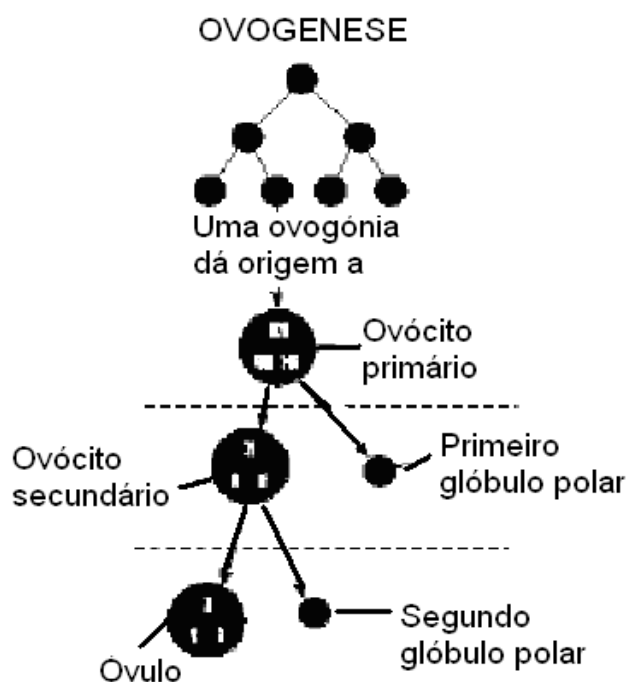 OVOGENESE
Uma ovogónia
dá origem a
Ovócito
primário
Primeiro
glóbulo polar
Ovócito
secundário
Segundo
glóbulo polar
Óvulo